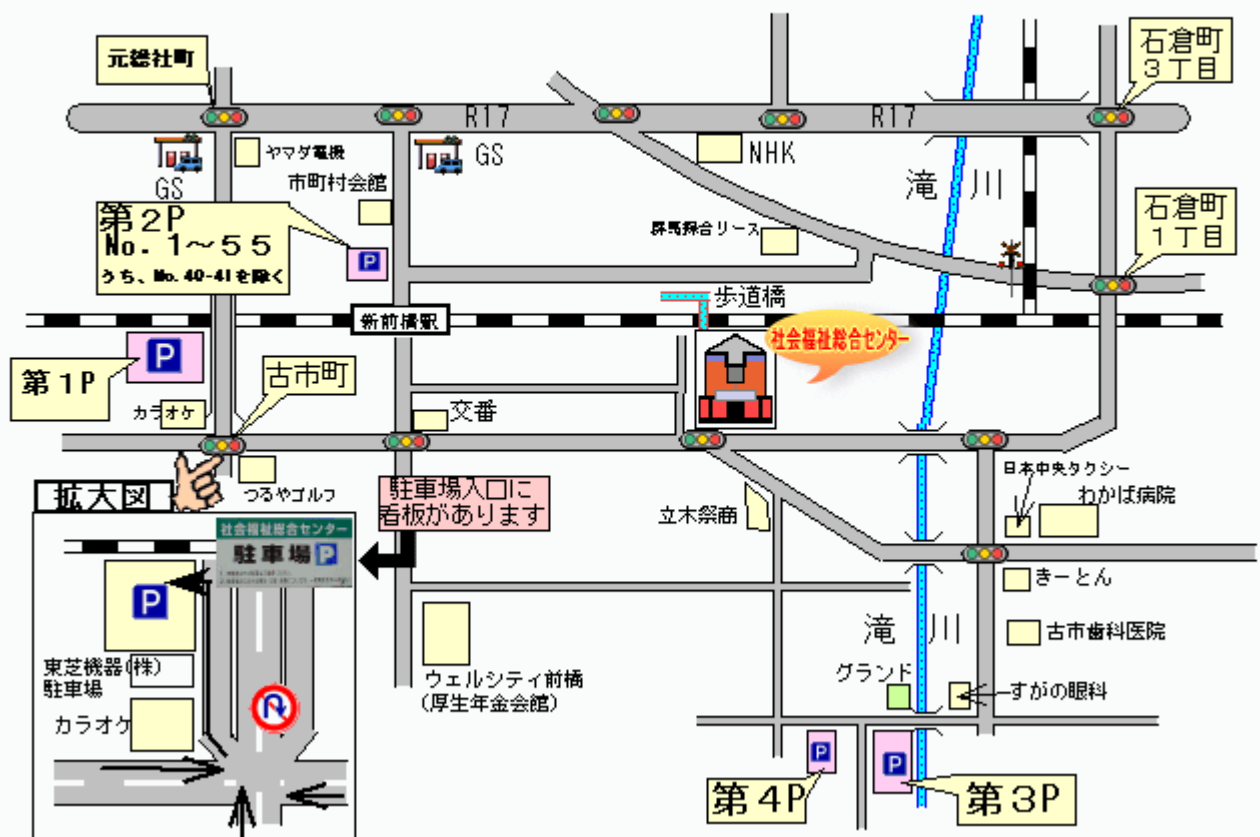 元総社町
石倉町
3丁目
R17
R17
ヤマダ電機
GS
GS
NHK
市町村会館
滝川
第2P
No. 1〜55
うち、No. 40-41を除く
群馬綜合リース
石倉町
1丁目
歩道橋
新前橋駅
社会福祉総合センター
第1P
古市町
カラオケ
交番
つるやゴルフ
日本中央タクシー
わかば病院
拡大図
駐車場入口に
看板があります
立木祭商
社会福祉総合センター
駐車場 P
P
きーとん
滝川
古市歯科医院
東芝機器(株)
駐車場
ウェルシティ前橋
(厚生年金会館)
グランド
すがの眼科
カラオケ
第4P
第3P